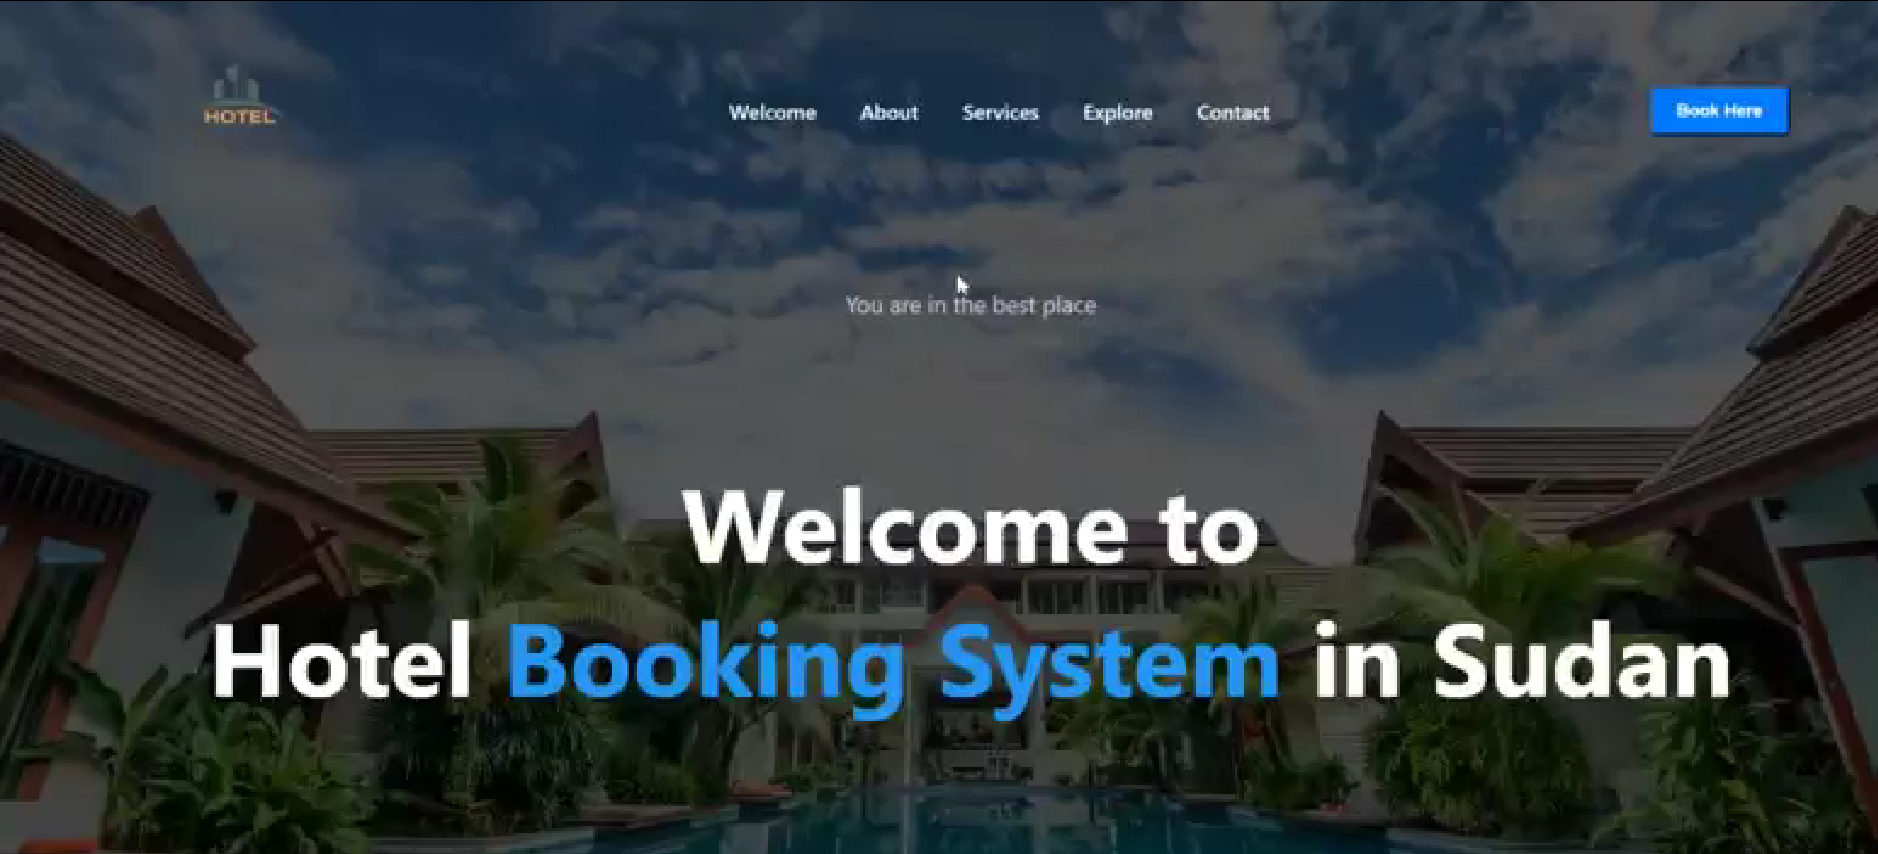 HOTEL
Welcome About Services Explore Contact
Book Here
You are in the best place
Welcome to
Hotel Booking System in Sudan